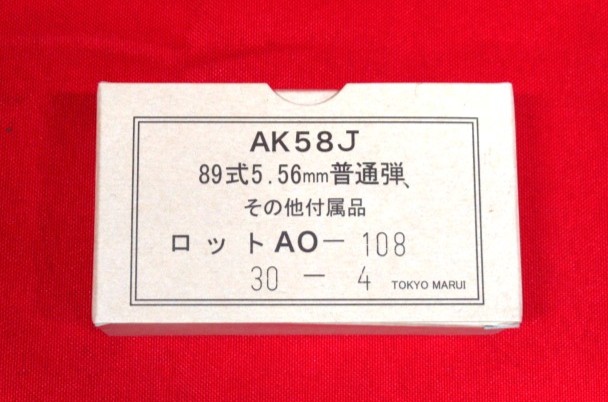 AK58J
89式5.56mm普通弾、
その他付属品
ロットAO－108
30－4 TOKYO MARUI